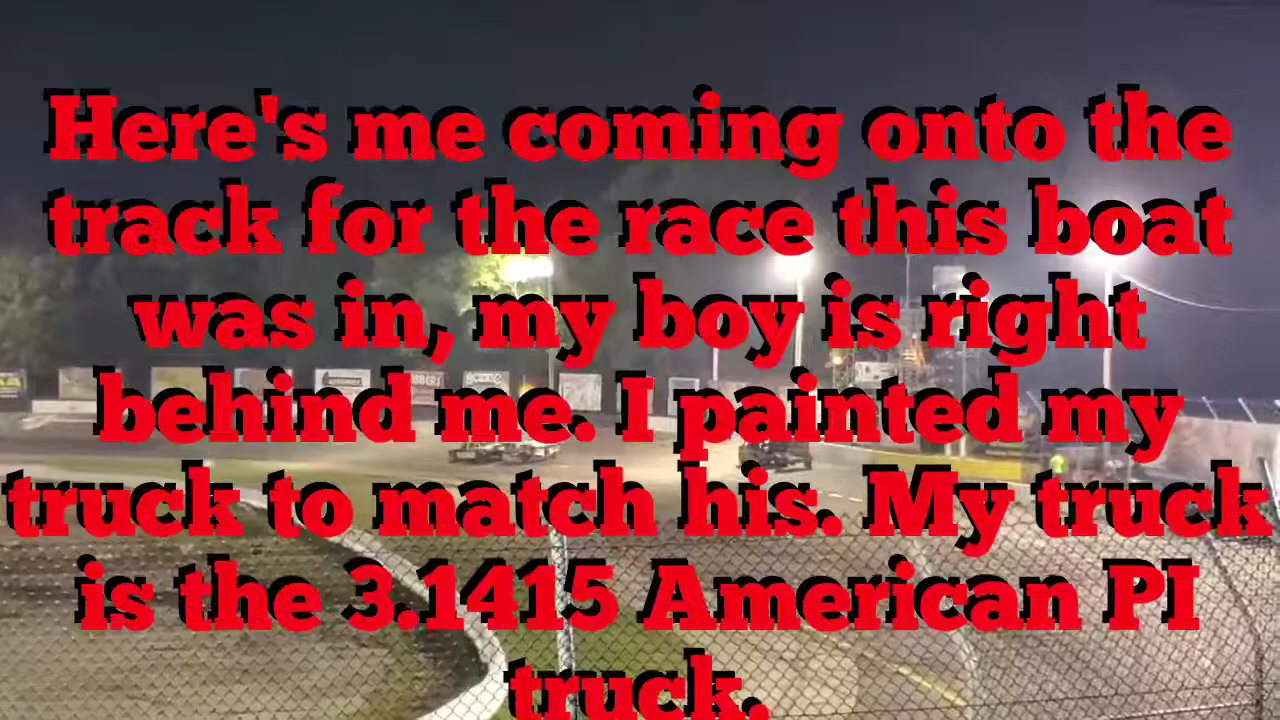 Here's me coming onto the
track for the race this boat
was in, my boy is right
behind me. I painted my
truck to match his. My truck
is the 3.1415 American PI
truck.